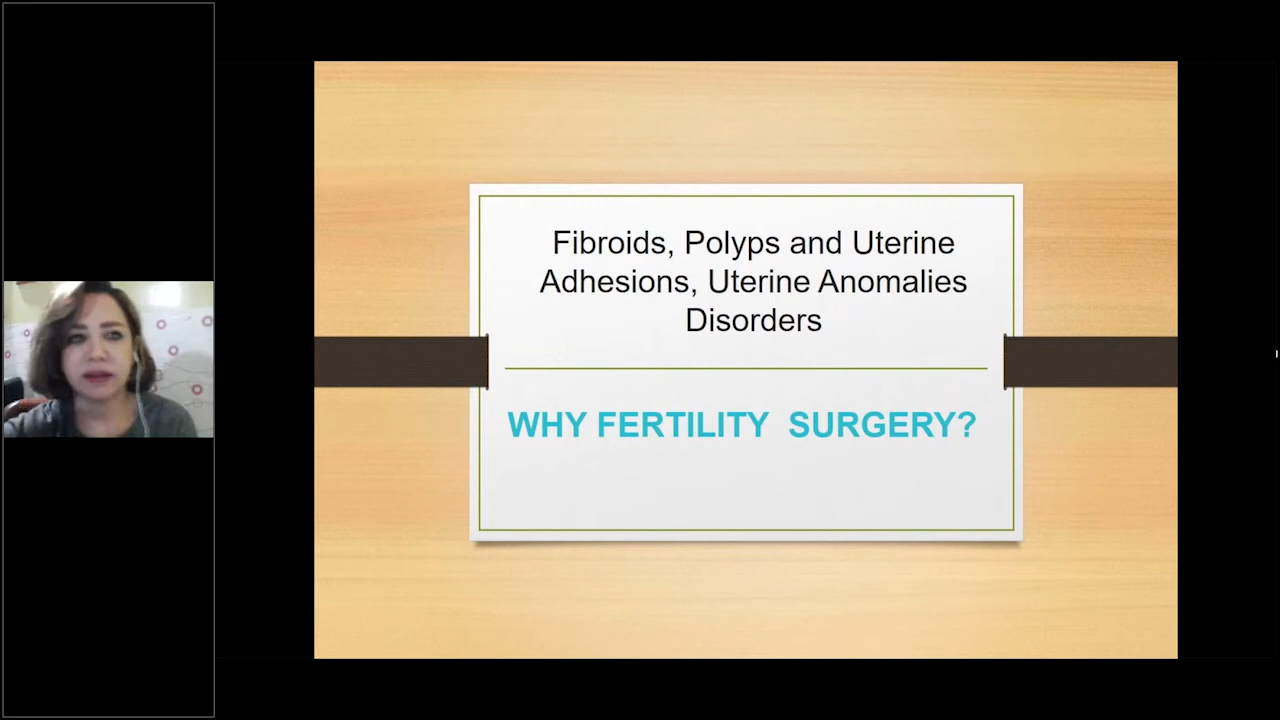 Fibroids, Polyps and Uterine
Adhesions, Uterine Anomalies
Disorders
WHY FERTILITY  SURGERY?